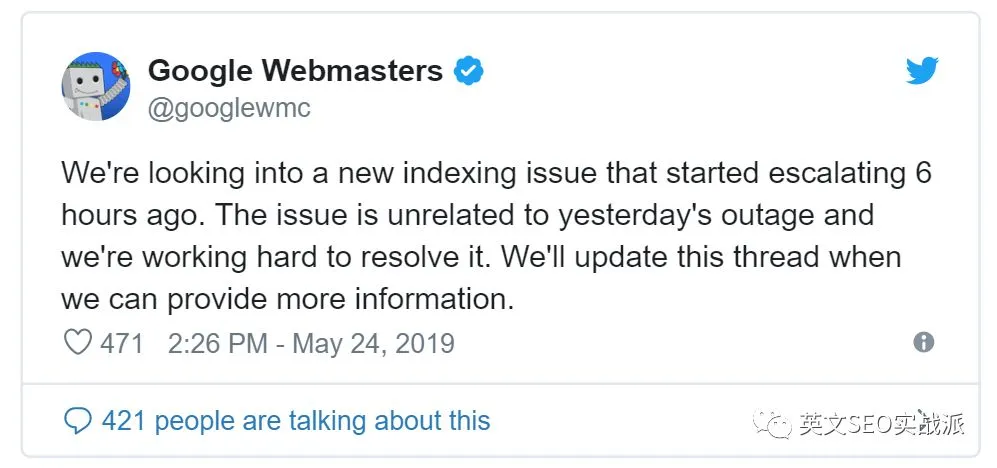 Google Webmasters
@googlewmc
We're looking into a new indexing issue that started escalating 6
hours ago. The issue is unrelated to yesterday's outage and
we're working hard to resolve it. We'll update this thread when
we can provide more information.
471 2:26 PM - May 24, 2019
421 people are talking about this
英文SEO实战派